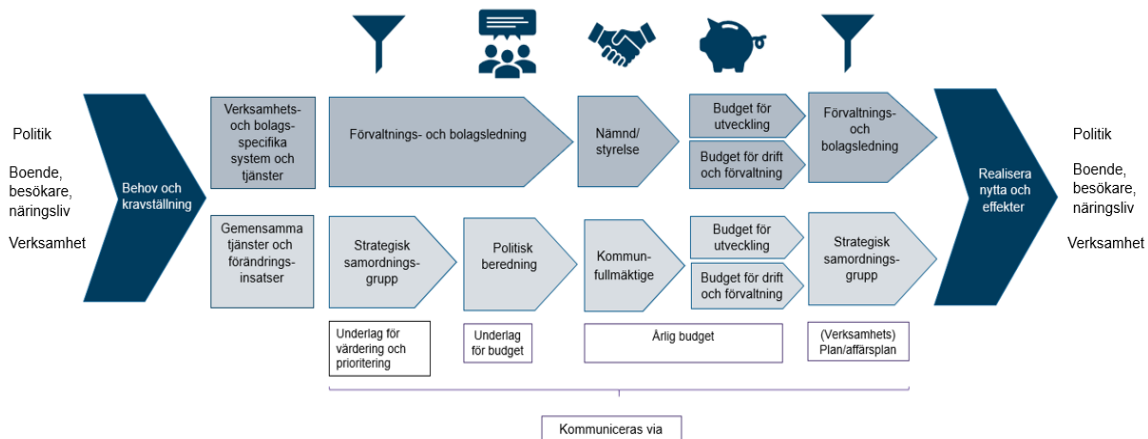 Politik
Boende,
besökare,
näringsliv
Verksamhet
Behov och
kravställning
Verksamhets-
och bolags-
specifika
system och
tjänster
Förvaltnings- och bolagsledning
Nämnd/
styrelse
Budget för
utveckling
Budget för drift
och förvaltning
Förvaltnings-
och
bolagsledning
Gemensamma
tjänster och
förändrings-
insatser
Strategisk
samordnings-
grupp
Politisk
beredning
Kommun-
fullmäktige
Budget för
utveckling
Budget för drift
och förvaltning
Strategisk
samordnings-
grupp
Realisera
nytta och
effekter
Politik
Boende,
besökare,
näringsliv
Verksamhet
Underlag för
värdering och
prioritering
Underlag
för budget
Årlig budget
(Verksamhets)
Plan/affärsplan
Kommuniceras via